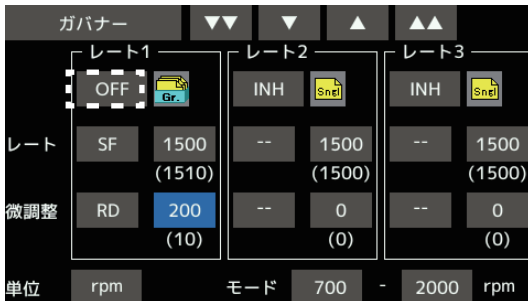 ガバナー ▼▼ ▼ ▲ ▲▲
レート1 レート2 レート3
OFF Gr. INH Sngl INH Sngl
レート SF 1500 -- 1500 -- 1500
(1510) (1500) (1500)
微調整 RD 200 -- 0 -- 0
(10) (0) (0)
単位 rpm モード 700 - 2000 rpm